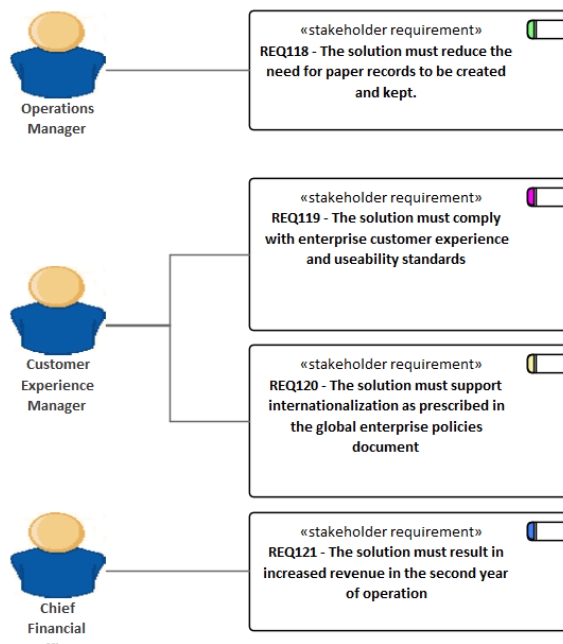 «stakeholder requirement»
REQ118 - The solution must reduce the
need for paper records to be created
and kept.
Operations
Manager
«stakeholder requirement»
REQ119 - The solution must comply
with enterprise customer experience
and useability standards
Customer
Experience
Manager
«stakeholder requirement»
REQ120 - The solution must support
internationalization as prescribed in
the global enterprise policies
document
«stakeholder requirement»
REQ121 - The solution must result in
increased revenue in the second year
of operation
Chief
Financial